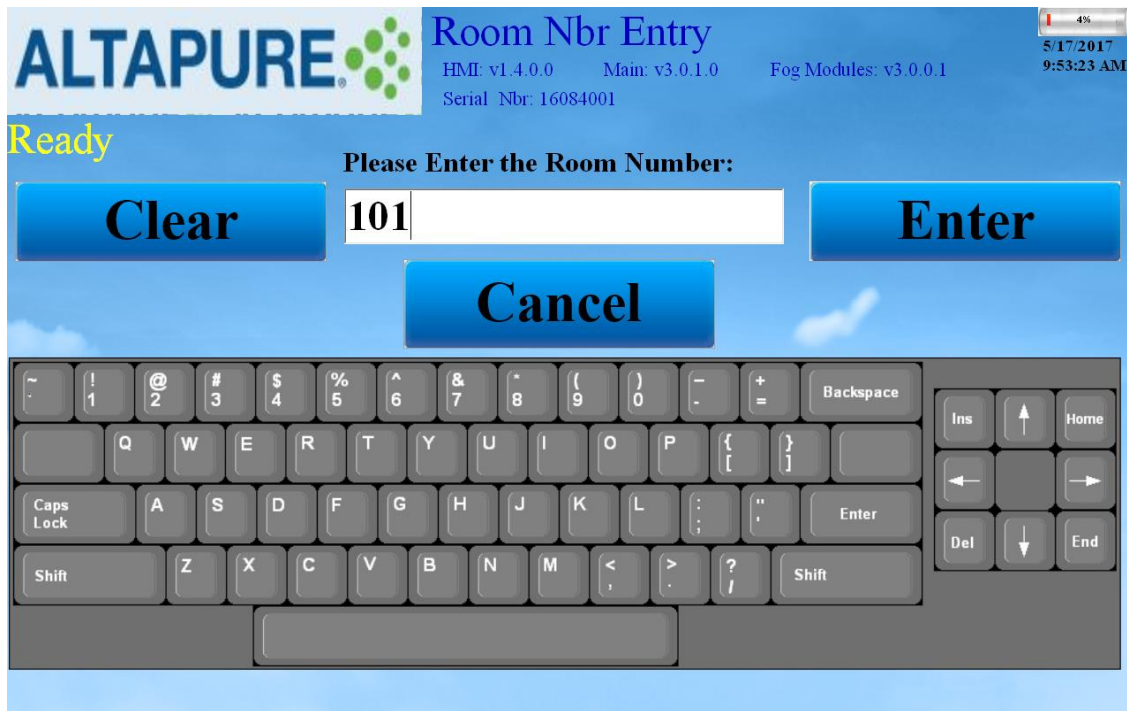 ALTAPURE®
Room Nbr Entry
HMI: v1.4.0.0 Main: v3.0.1.0 Fog Modules: v3.0.0.1
Serial Nbr: 16084001
4%
5/17/2017
9:53:23 AM
Ready
Please Enter the Room Number:
Clear
101
Enter
Cancel
~ ! @ # $ % ^ & * ( ) – +
` 1 2 3 4 5 6 7 8 9 0 - = Backspace
Q W E R T Y U I O P { }
[ ]
Caps Lock A S D F G H J K L : "
; ' Enter
Shift Z X C V B N M < > ?
, . / Shift
Ins Home
Del End